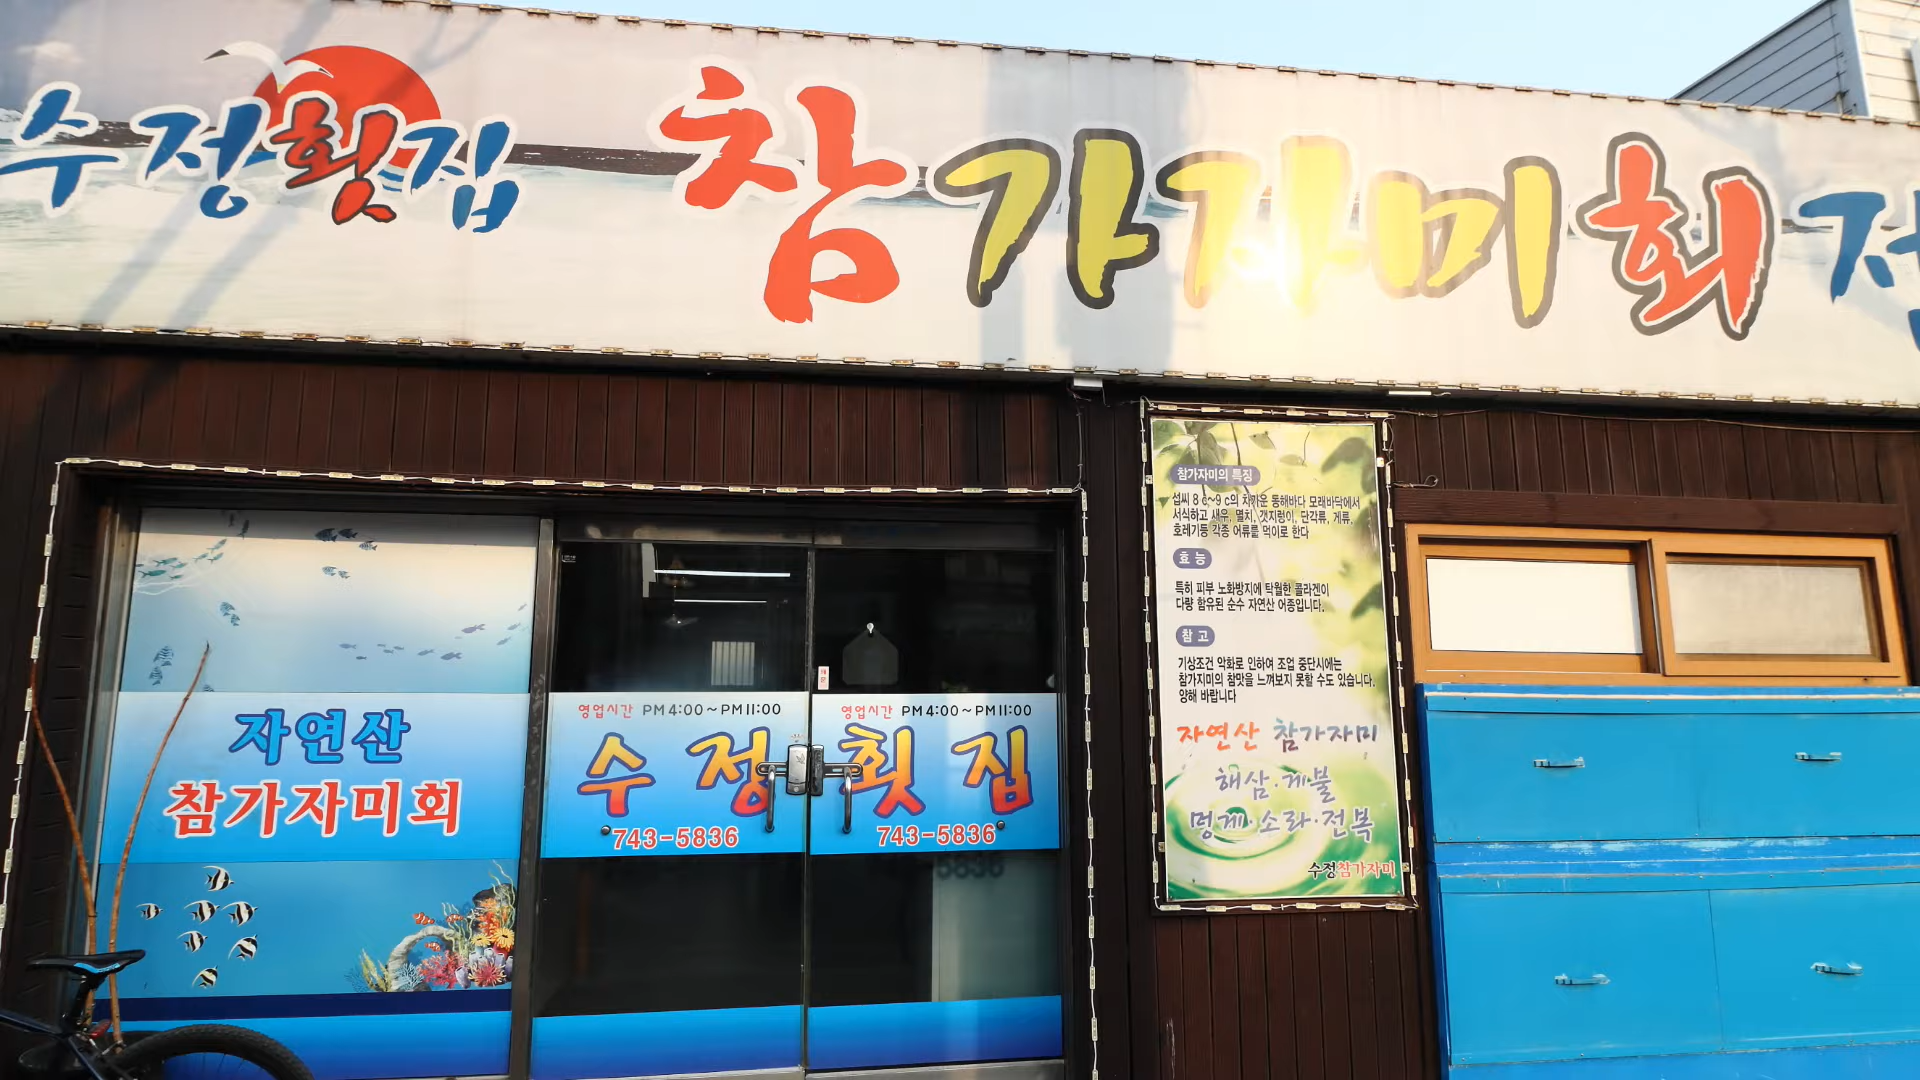 수정횟집 참가자미회
참가자미의 특징
섭씨 8 c~9 c의 차가운 동해바다 모래바닥에서
서식하고 새우, 멸치, 갯지렁이, 단각류, 게류,
호레기등 각종 어류를 먹이로 한다
효 능
특히 피부 노화방지에 탁월한 콜라겐이
다량 함유된 순수 자연산 어종입니다.
참 고
기상조건 악화로 인하여 조업 중단시에는
참가자미의 참맛을 느껴보지 못할 수도 있습니다.
양해 바랍니다
자연산 참가자미
해삼·게불
멍게·소라·전복
수정참가자미
자연산
참가자미회
영업시간 PM 4:00 ~ PM 11:00
영업시간 PM 4:00 ~ PM 11:00
수정횟집
743-5836
743-5836